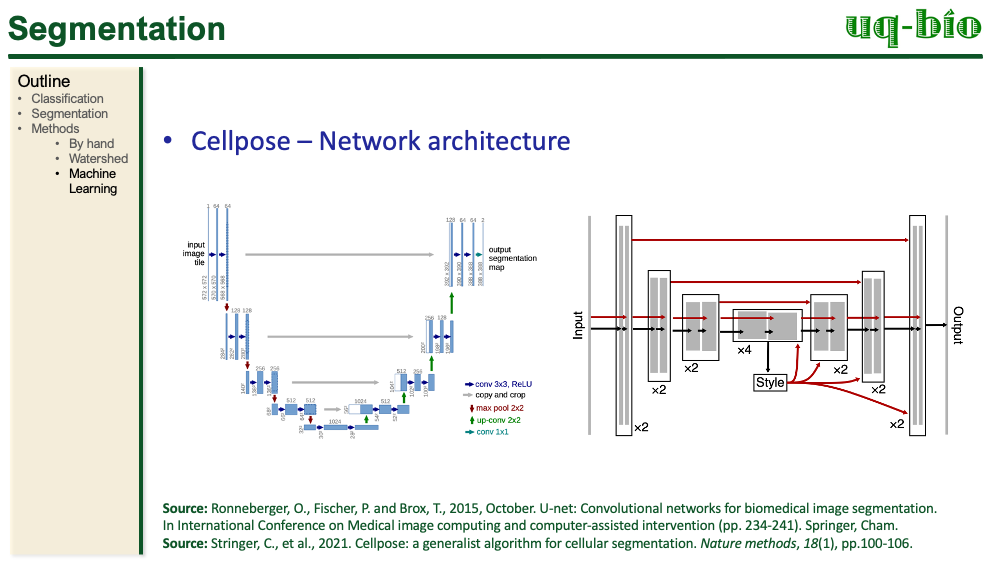 Segmentation
uq-bio
Outline
• Classification
• Segmentation
• Methods
• By hand
• Watershed
• Machine
Learning
• Cellpose – Network architecture
1 64 64
input
image
tile
572 x 572
570 x 570
568 x 568
128 64 64 2
output
segmentation
map
392 x 392
390 x 390
388 x 388
388 x 388
128 128
284²
282²
280²
256 128
200²
198²
196²
256 256
140²
138²
136²
512 256
104²
102²
100²
512 512
68²
66²
64²
1024 512
56²
54²
52²
1024
32²
30²
28²
conv 3x3, ReLU
copy and crop
max pool 2x2
up-conv 2x2
conv 1x1
Input
×2
×2
×2
×4
Style
×2
×2
×2
Output
Source: Ronneberger, O., Fischer, P. and Brox, T., 2015, October. U-net: Convolutional networks for biomedical image segmentation.
In International Conference on Medical image computing and computer-assisted intervention (pp. 234-241). Springer, Cham.
Source: Stringer, C., et al., 2021. Cellpose: a generalist algorithm for cellular segmentation. Nature methods, 18(1), pp.100-106.